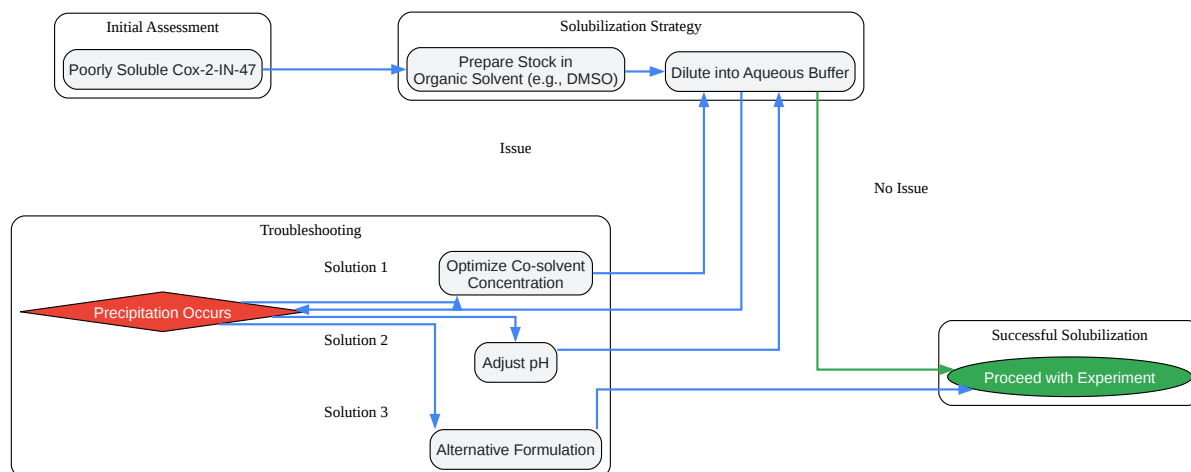 Initial Assessment
Solubilization Strategy
Poorly Soluble Cox-2-IN-47
Prepare Stock in
Organic Solvent (e.g., DMSO)
Dilute into Aqueous Buffer
Issue
No Issue
Troubleshooting
Solution 1
Optimize Co-solvent
Concentration
Precipitation Occurs
Solution 2
Adjust pH
Solution 3
Alternative Formulation
Successful Solubilization
Proceed with Experiment